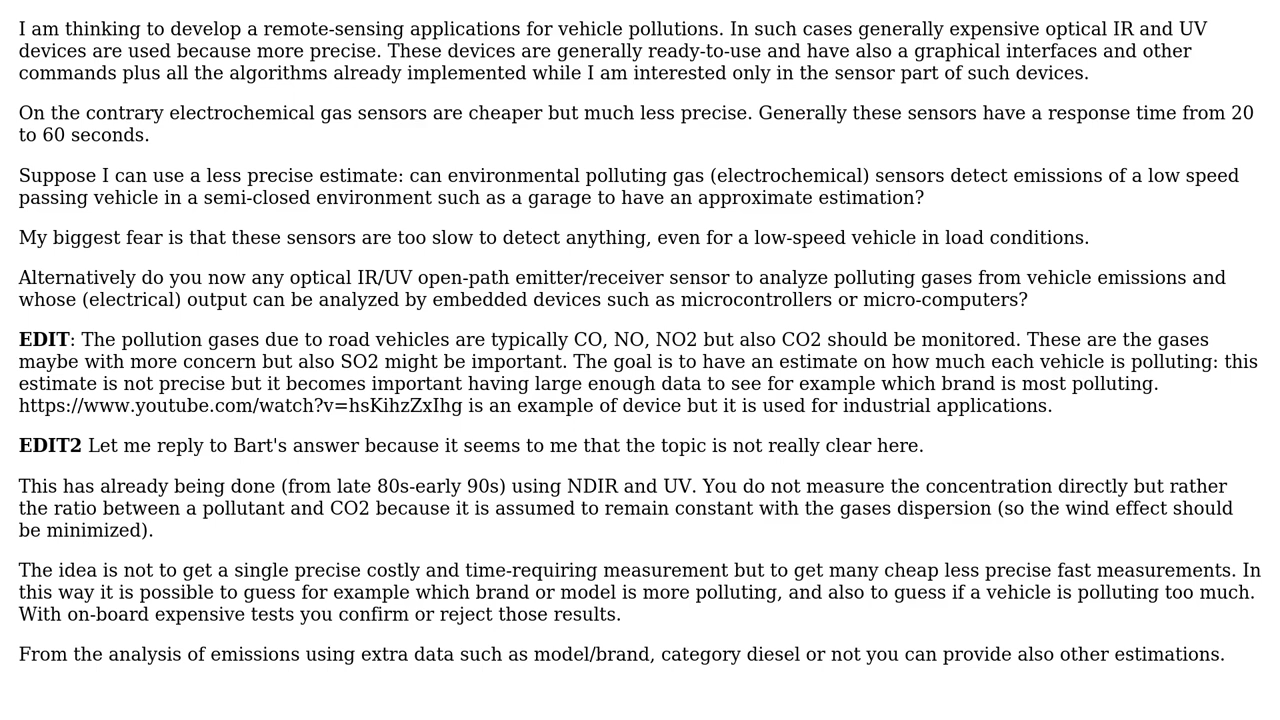 I am thinking to develop a remote-sensing applications for vehicle pollutions. In such cases generally expensive optical IR and UV
devices are used because more precise. These devices are generally ready-to-use and have also a graphical interfaces and other
commands plus all the algorithms already implemented while I am interested only in the sensor part of such devices.
On the contrary electrochemical gas sensors are cheaper but much less precise. Generally these sensors have a response time from 20
to 60 seconds.
Suppose I can use a less precise estimate: can environmental polluting gas (electrochemical) sensors detect emissions of a low speed
passing vehicle in a semi-closed environment such as a garage to have an approximate estimation?
My biggest fear is that these sensors are too slow to detect anything, even for a low-speed vehicle in load conditions.
Alternatively do you now any optical IR/UV open-path emitter/receiver sensor to analyze polluting gases from vehicle emissions and
whose (electrical) output can be analyzed by embedded devices such as microcontrollers or micro-computers?
EDIT: The pollution gases due to road vehicles are typically CO, NO, NO2 but also CO2 should be monitored. These are the gases
maybe with more concern but also SO2 might be important. The goal is to have an estimate on how much each vehicle is polluting: this
estimate is not precise but it becomes important having large enough data to see for example which brand is most polluting.
https://www.youtube.com/watch?v=hsKihzZxIhg is an example of device but it is used for industrial applications.
EDIT2 Let me reply to Bart's answer because it seems to me that the topic is not really clear here.
This has already being done (from late 80s-early 90s) using NDIR and UV. You do not measure the concentration directly but rather
the ratio between a pollutant and CO2 because it is assumed to remain constant with the gases dispersion (so the wind effect should
be minimized).
The idea is not to get a single precise costly and time-requiring measurement but to get many cheap less precise fast measurements. In
this way it is possible to guess for example which brand or model is more polluting, and also to guess if a vehicle is polluting too much.
With on-board expensive tests you confirm or reject those results.
From the analysis of emissions using extra data such as model/brand, category diesel or not you can provide also other estimations.